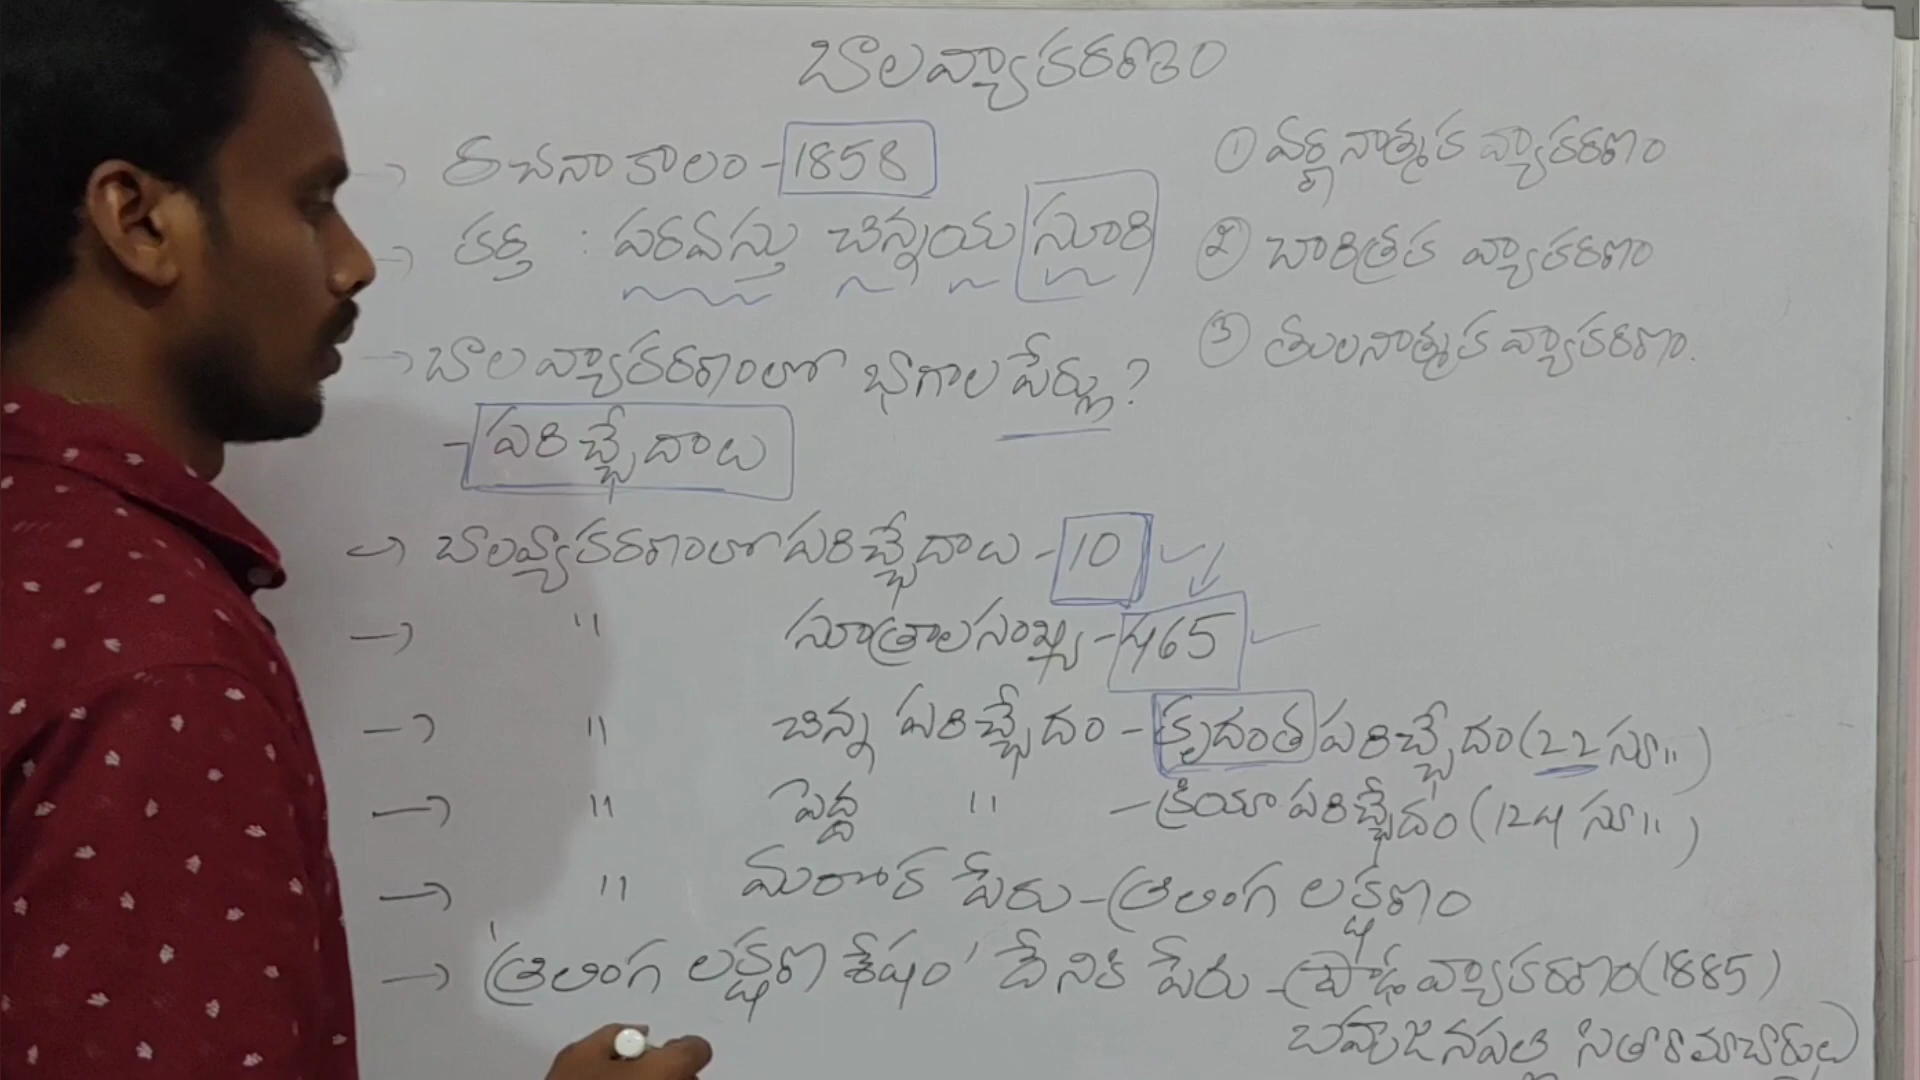 బాలవ్యాకరణం
→ రచనా కాలం - 1858
→ కర్త : పరవస్తు చిన్నయ్య సూరి
→ బాల వ్యాకరణంలో భాగాల పేర్లు?
- పరిచ్ఛేదాలు
→ బాలవ్యాకరణంలో పరిచ్ఛేదాలు - 10
→ " సూత్రాల సంఖ్య - 465
→ " చిన్న పరిచ్ఛేదం - కృదంత పరిచ్ఛేదం (22 సూ॥)
→ " పెద్ద " - క్రియా పరిచ్ఛేదం (124 సూ॥)
→ " మరొక పేరు - త్రిలింగ లక్షణం
→ 'త్రిలింగ లక్షణ శేషం' దేనికి పేరు - ప్రౌఢ వ్యాకరణం (1885)
బహుజనపల్లి సీతారామాచార్యులు
① వర్ణనాత్మక వ్యాకరణం
② చారిత్రక వ్యాకరణం
③ తులనాత్మక వ్యాకరణం.